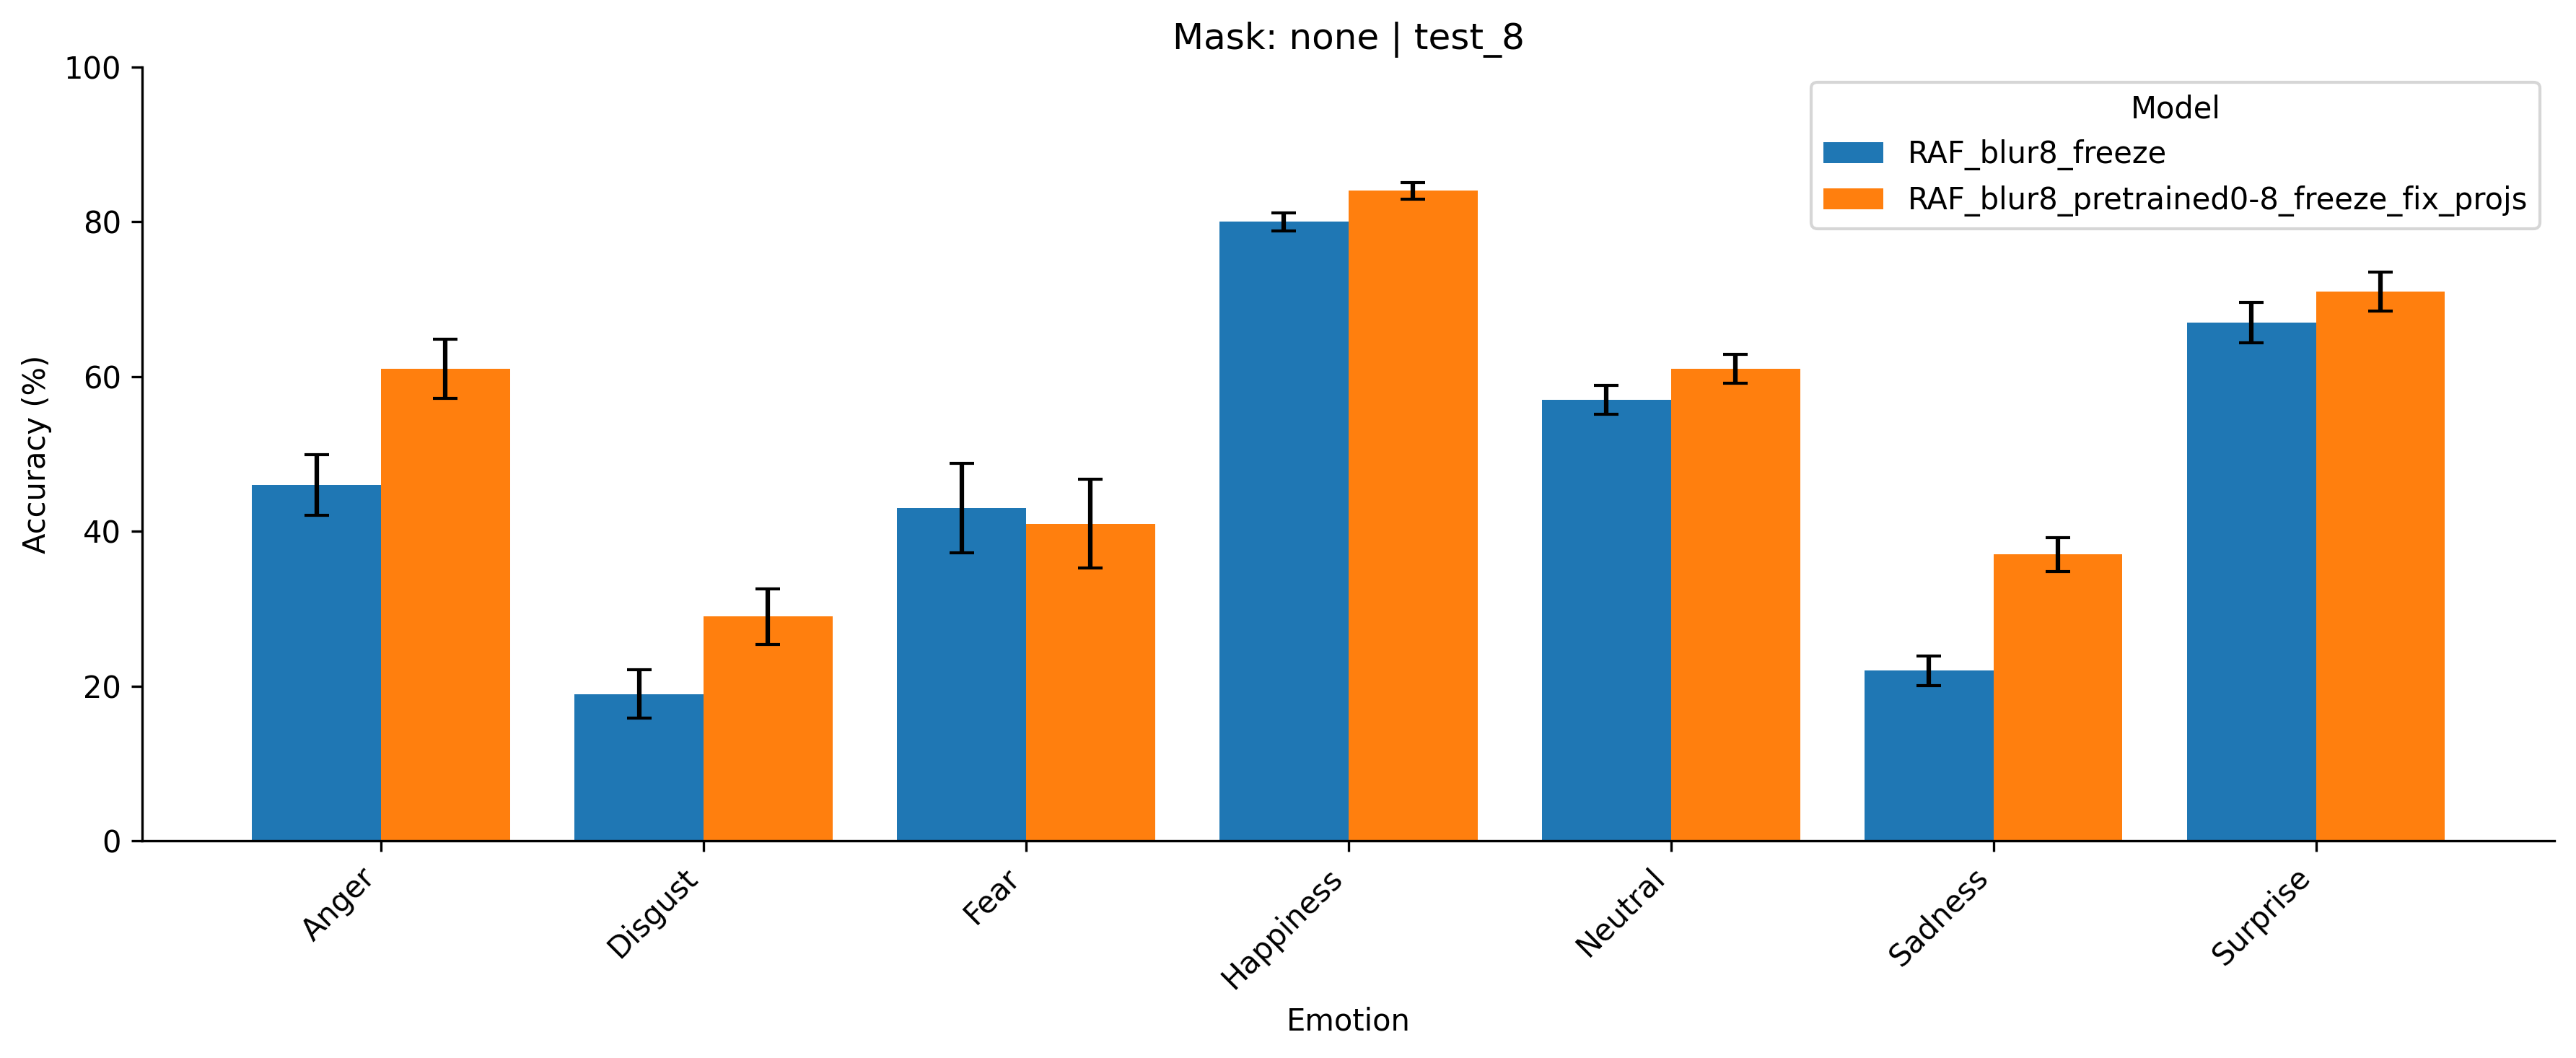 Mask: none | test_8
100
80
60
40
20
0
Accuracy (%)
Model
RAF_blur8_freeze
RAF_blur8_pretrained0-8_freeze_fix_projs
Anger
Disgust
Fear
Happiness
Neutral
Sadness
Surprise
Emotion